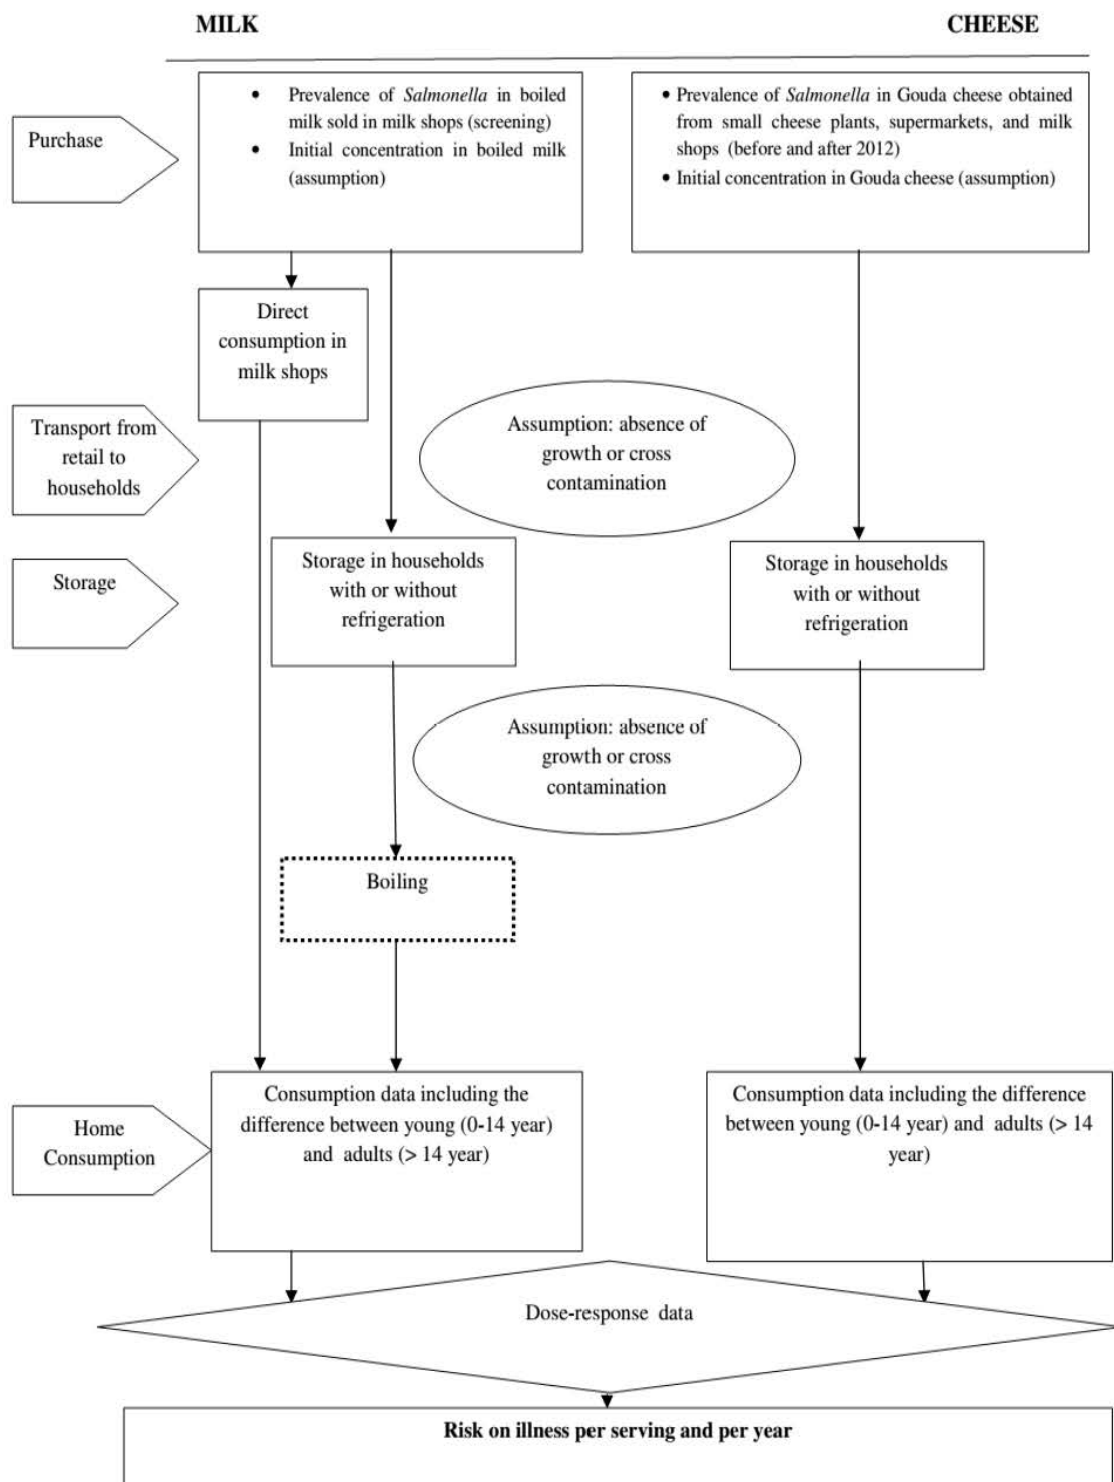 MILK
CHEESE
Purchase
• Prevalence of Salmonella in boiled
milk sold in milk shops (screening)
• Initial concentration in boiled milk
(assumption)
• Prevalence of Salmonella in Gouda cheese obtained
from small cheese plants, supermarkets, and milk
shops (before and after 2012)
• Initial concentration in Gouda cheese (assumption)
Direct
consumption in
milk shops
Transport from
retail to
households
Assumption: absence of
growth or cross
contamination
Storage
Storage in households
with or without
refrigeration
Storage in households
with or without
refrigeration
Assumption: absence of
growth or cross
contamination
Boiling
Home
Consumption
Consumption data including the
difference between young (0-14 year)
and adults (> 14 year)
Consumption data including the difference
between young (0-14 year) and adults (> 14
year)
Dose-response data
Risk on illness per serving and per year